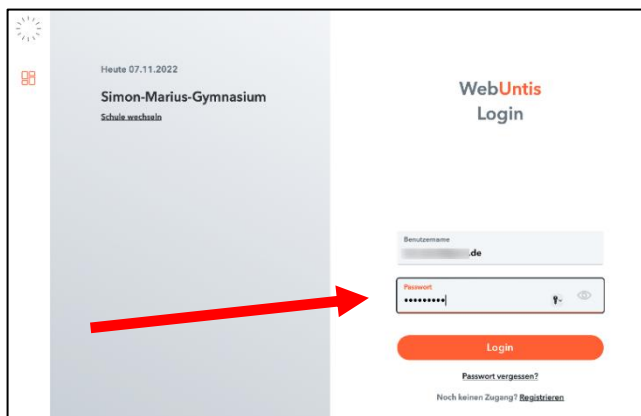 Heute 07.11.2022
Simon-Marius-Gymnasium
Schule wechseln
WebUntis
Login
Benutzername
.de
Passwort
Login
Passwort vergessen?
Noch keinen Zugang? Registrieren